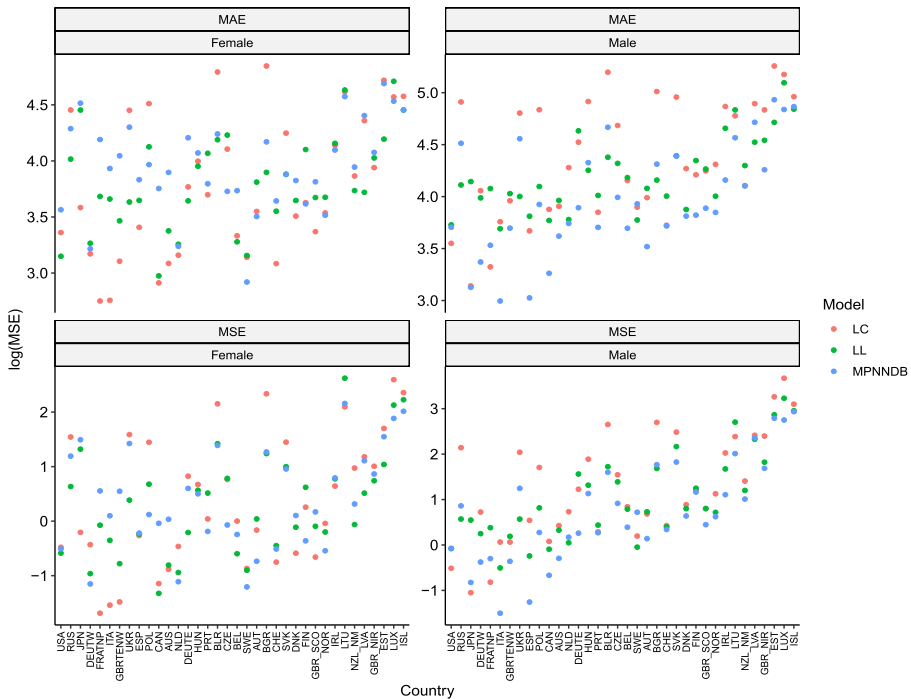 MAE
MAE
Female
Male
4.5
4.0
3.5
3.0
5.0
4.5
4.0
3.5
3.0
log(MSE)
MSE
MSE
Female
Male
2
1
0
−1
3
2
1
0
−1
Model
LC
LL
MPNNDB
USA
RUS
JPN
DEUTW
FRATNP
ITA
GBRTENW
UKR
ESP
POL
CAN
AUS
NLD
DEUTE
HUN
PRT
BLR
CZE
BEL
SWE
AUT
BGR
CHE
SVK
DNK
FIN
GBR_SCO
NOR
IRL
LTU
NZL_NM
LVA
GBR_NIR
EST
LUX
ISL
USA
RUS
JPN
DEUTW
FRATNP
ITA
GBRTENW
UKR
ESP
POL
CAN
AUS
NLD
DEUTE
HUN
PRT
BLR
CZE
BEL
SWE
AUT
BGR
CHE
SVK
DNK
FIN
GBR_SCO
NOR
IRL
LTU
NZL_NM
LVA
GBR_NIR
EST
LUX
ISL
Country